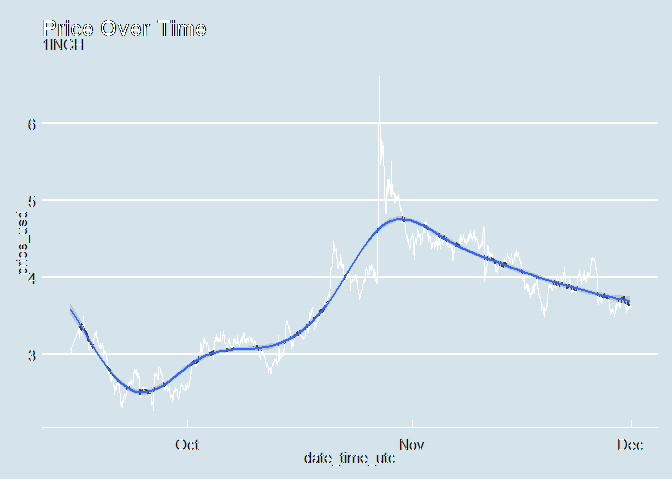 Price Over Time
1INCH
6
5
4
3
price_usd
Oct Nov Dec
date_time_utc